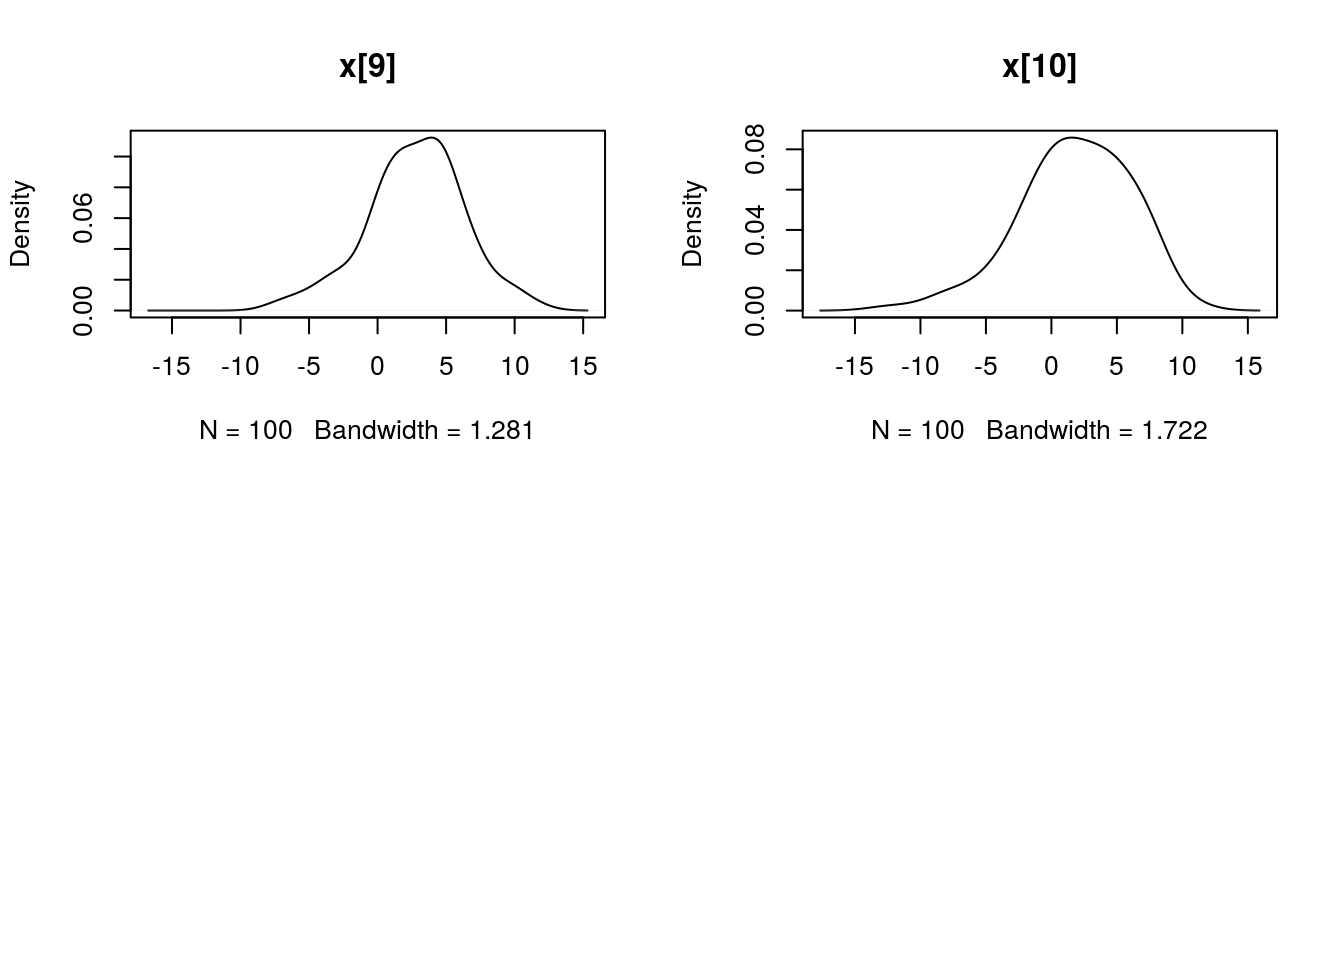 x[9]
Density
0.00 0.06
-15 -10 -5 0 5 10 15
N = 100 Bandwidth = 1.281
x[10]
Density
0.00 0.04 0.08
-15 -10 -5 0 5 10 15
N = 100 Bandwidth = 1.722